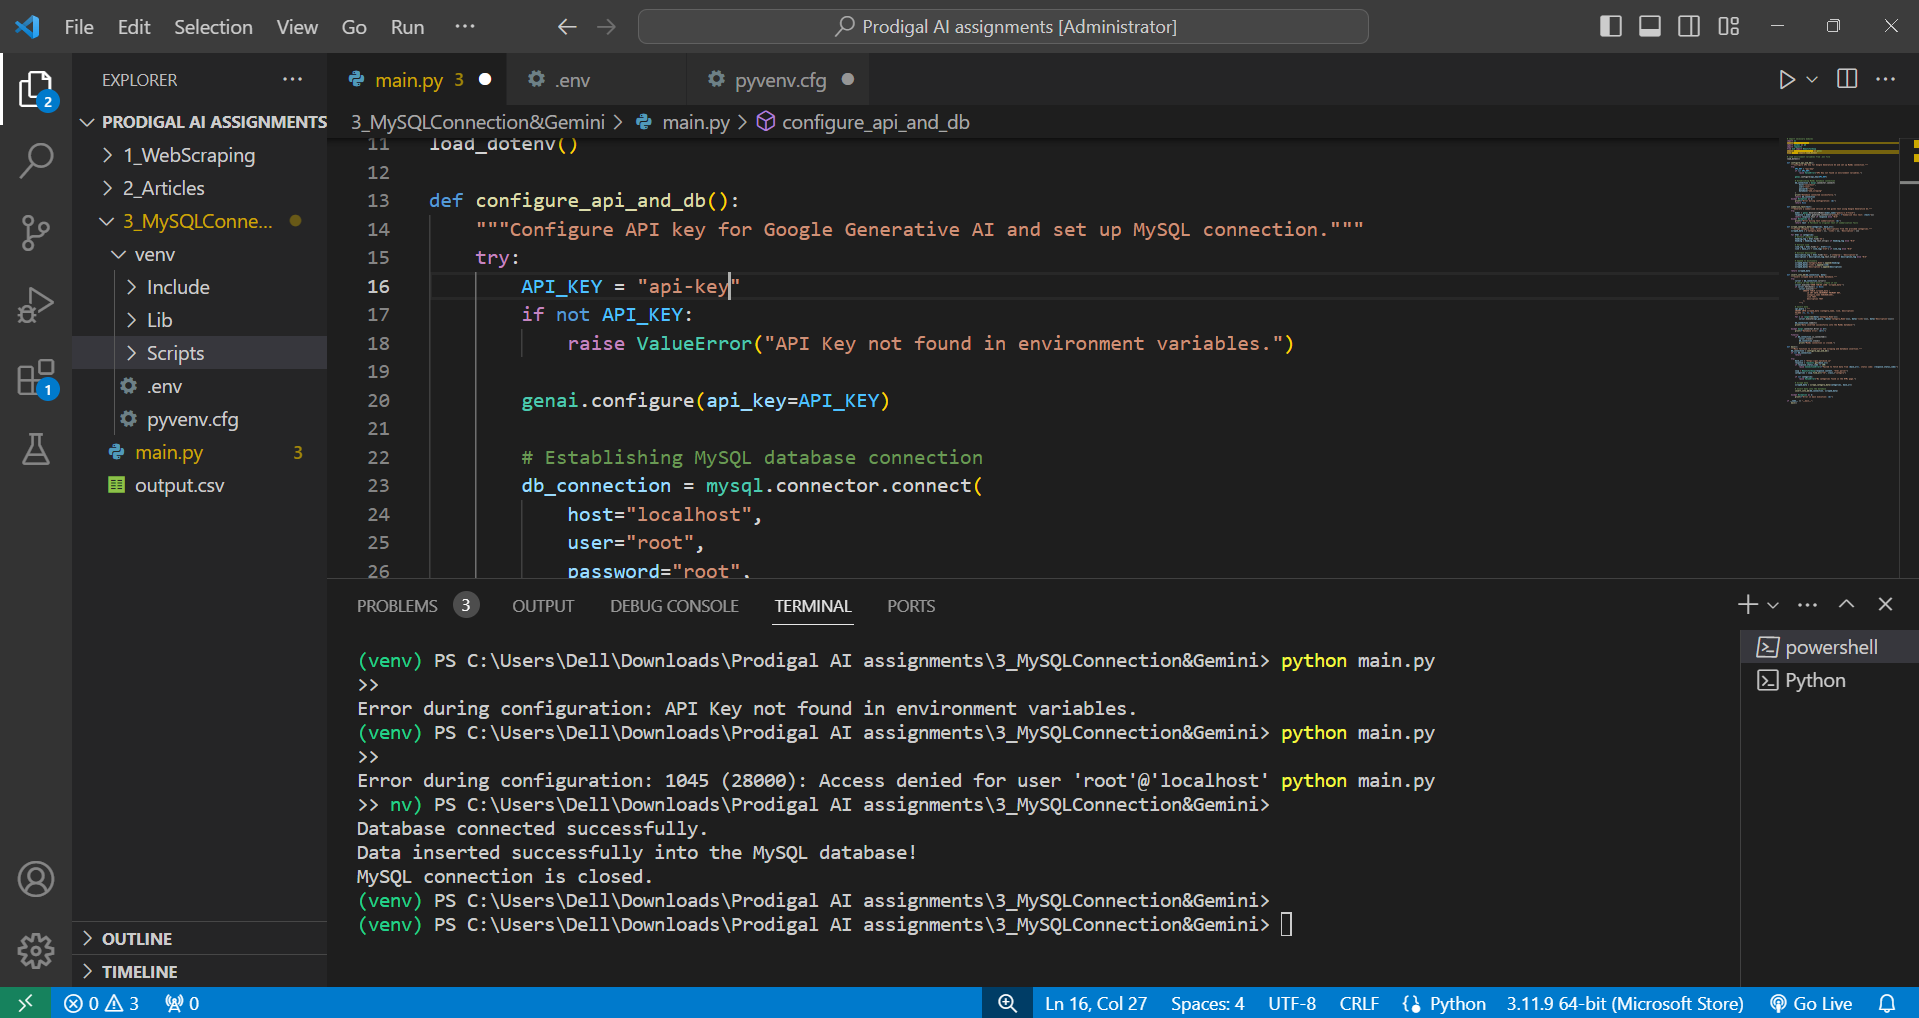 File Edit Selection View Go Run ···
Prodigal AI assignments [Administrator]
EXPLORER ···
main.py 3
.env
pyvenv.cfg
2
PRODIGAL AI ASSIGNMENTS
1_WebScraping
2_Articles
3_MySQLConne...
venv
Include
Lib
Scripts
.env
pyvenv.cfg
main.py 3
output.csv
1
OUTLINE
TIMELINE
3_MySQLConnection&Gemini > main.py > configure_api_and_db
11 load_dotenv()
12
13 def configure_api_and_db():
14 """Configure API key for Google Generative AI and set up MySQL connection."""
15 try:
16 API_KEY = "api-key"
17 if not API_KEY:
18 raise ValueError("API Key not found in environment variables.")
19
20 genai.configure(api_key=API_KEY)
21
22 # Establishing MySQL database connection
23 db_connection = mysql.connector.connect(
24 host="localhost",
25 user="root",
26 password="root",
PROBLEMS 3 OUTPUT DEBUG CONSOLE TERMINAL PORTS
(venv) PS C:\Users\Dell\Downloads\Prodigal AI assignments\3_MySQLConnection&Gemini> python main.py
>>
Error during configuration: API Key not found in environment variables.
(venv) PS C:\Users\Dell\Downloads\Prodigal AI assignments\3_MySQLConnection&Gemini> python main.py
>>
Error during configuration: 1045 (28000): Access denied for user 'root'@'localhost' python main.py
>> nv) PS C:\Users\Dell\Downloads\Prodigal AI assignments\3_MySQLConnection&Gemini>
Database connected successfully.
Data inserted successfully into the MySQL database!
MySQL connection is closed.
(venv) PS C:\Users\Dell\Downloads\Prodigal AI assignments\3_MySQLConnection&Gemini>
(venv) PS C:\Users\Dell\Downloads\Prodigal AI assignments\3_MySQLConnection&Gemini>
powershell
Python
0 3 0
Ln 16, Col 27 Spaces: 4 UTF-8 CRLF Python 3.11.9 64-bit (Microsoft Store) Go Live